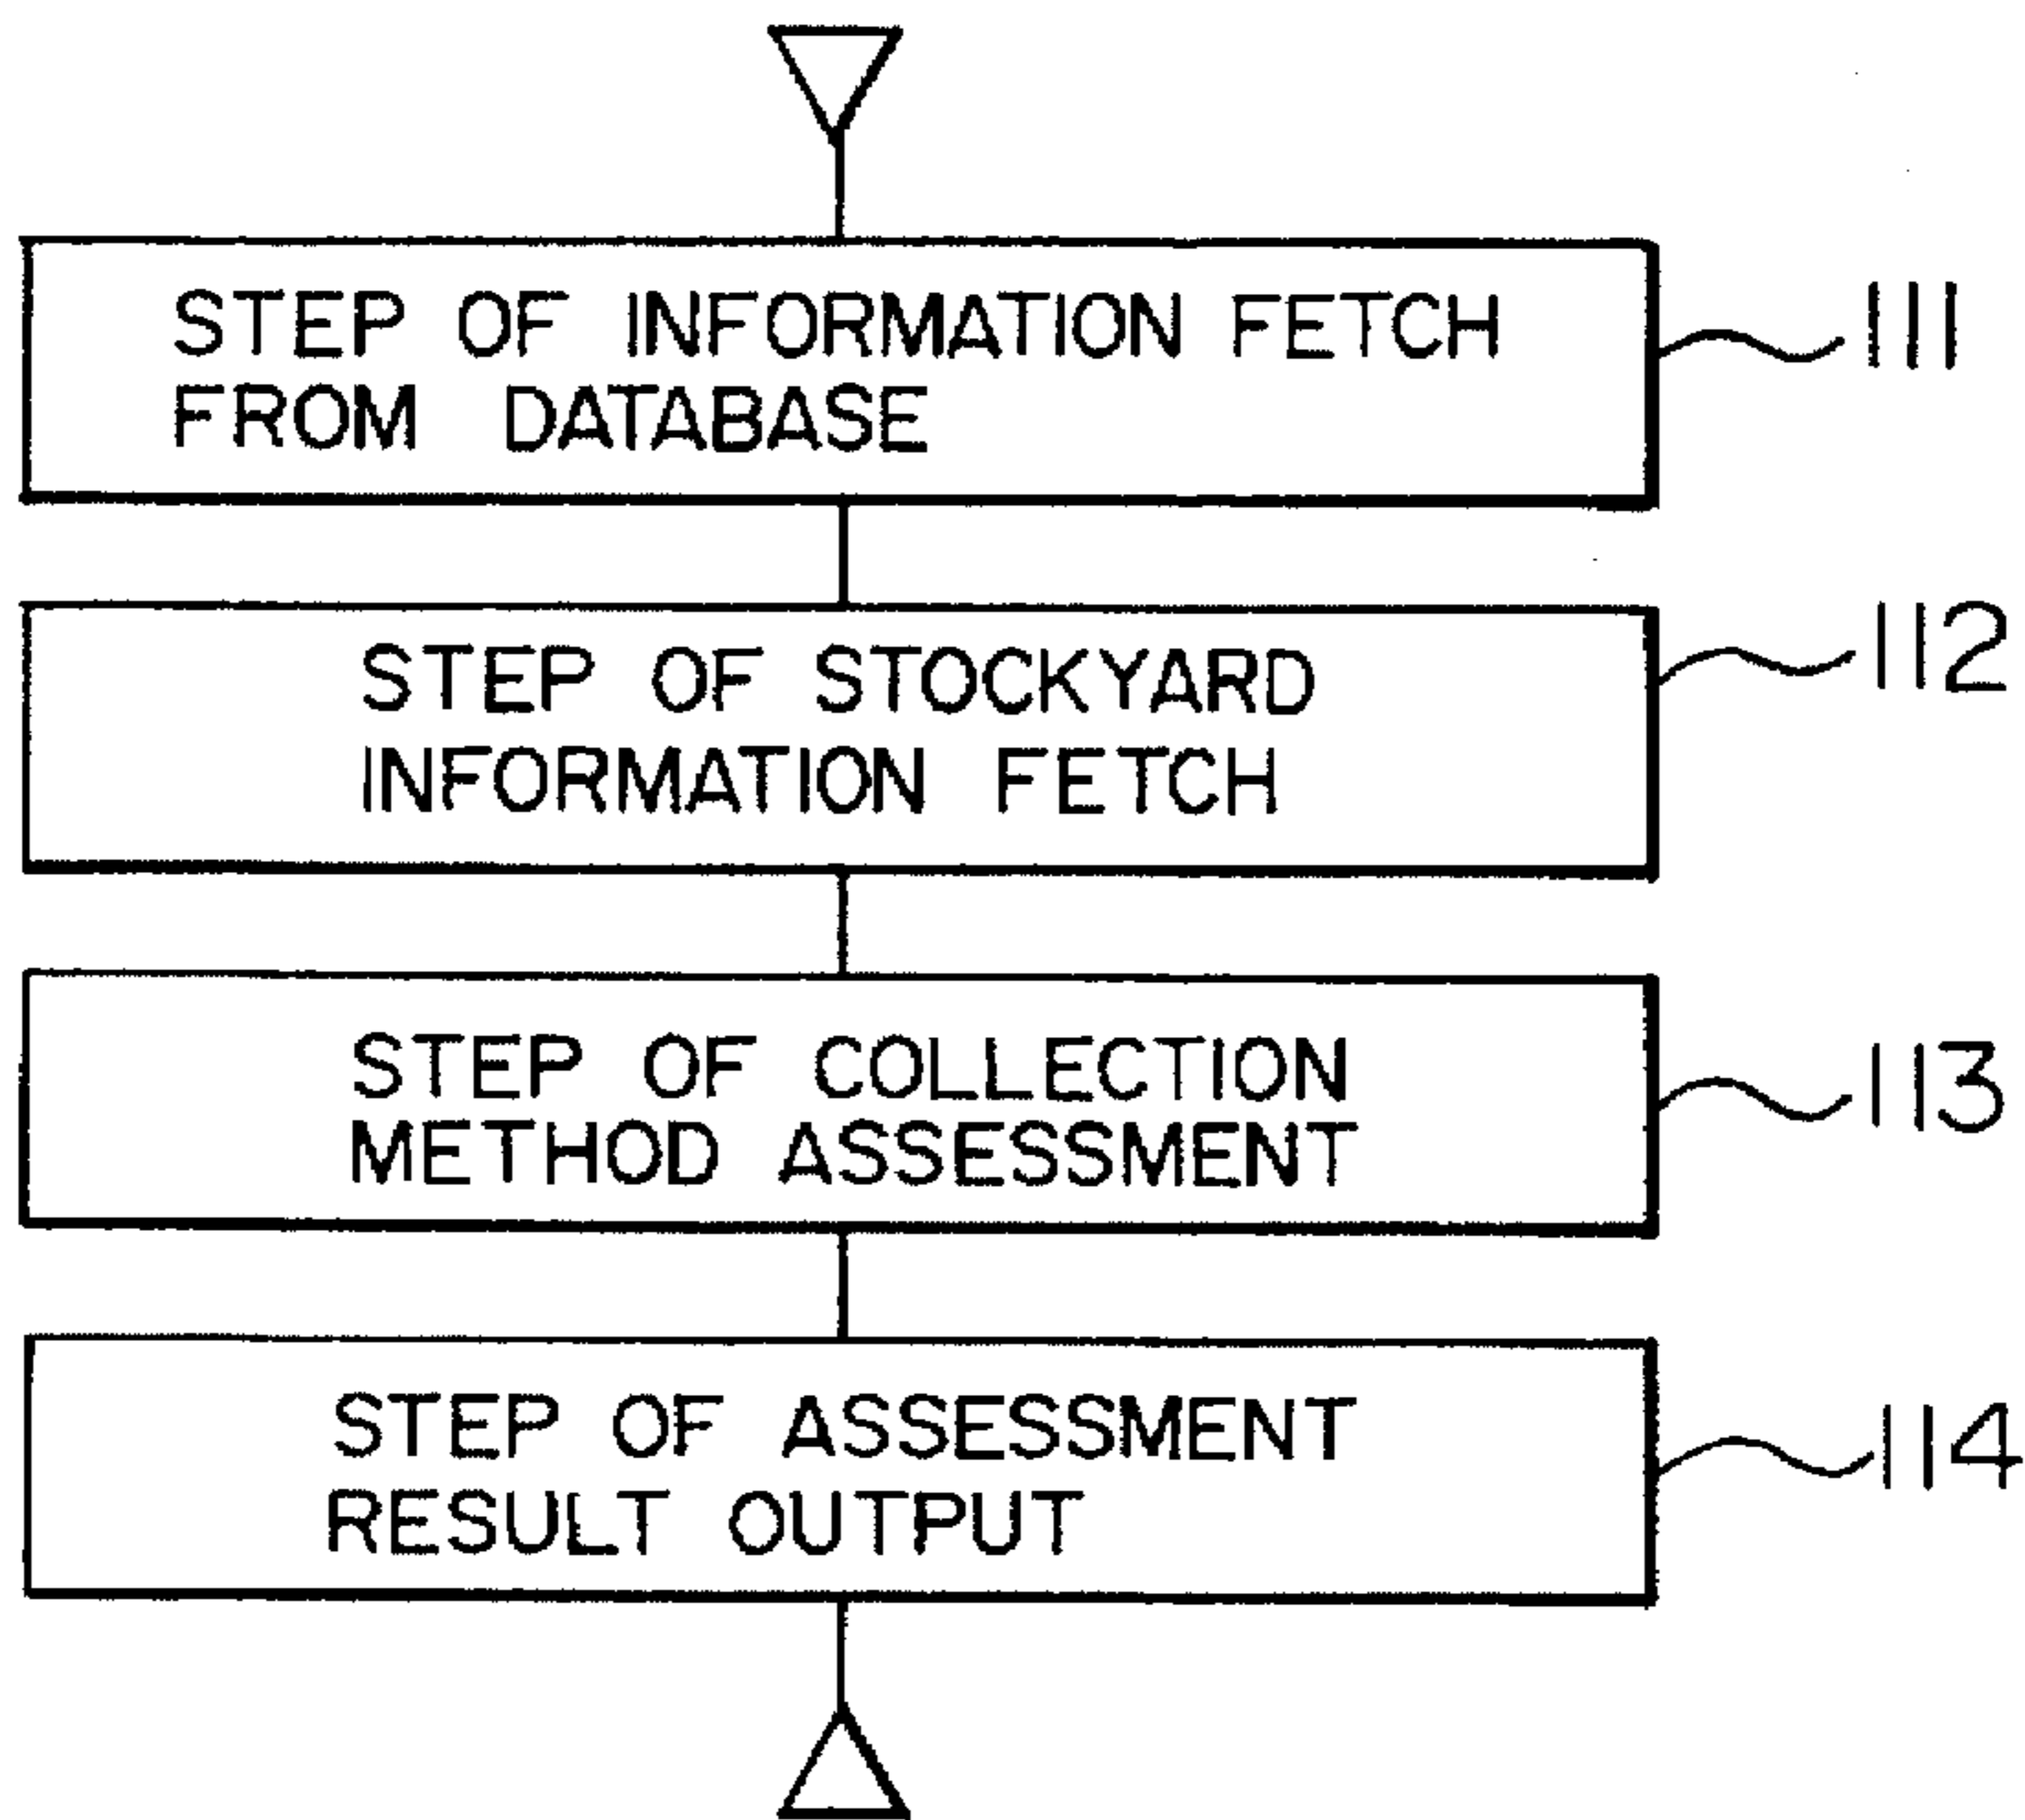 STEP OF INFORMATION FETCH
FROM DATABASE
111
STEP OF STOCKYARD
INFORMATION FETCH
112
STEP OF COLLECTION
METHOD ASSESSMENT
113
STEP OF ASSESSMENT
RESULT OUTPUT
114